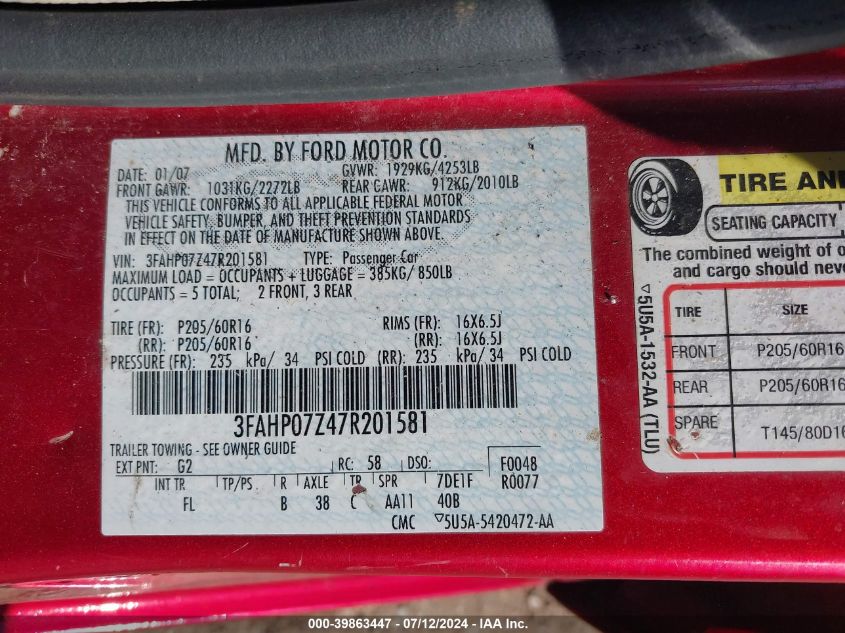 MFD. BY FORD MOTOR CO.
DATE: 01/07 GVWR: 1929KG/4253LB
FRONT GAWR: 1031KG/2272LB REAR GAWR: 912KG/2010LB
THIS VEHICLE CONFORMS TO ALL APPLICABLE FEDERAL MOTOR
VEHICLE SAFETY, BUMPER, AND THEFT PREVENTION STANDARDS
IN EFFECT ON THE DATE OF MANUFACTURE SHOWN ABOVE.
VIN: 3FAHP07Z47R201581 TYPE: Passenger Car
MAXIMUM LOAD = OCCUPANTS + LUGGAGE = 385KG/ 850LB
OCCUPANTS = 5 TOTAL; 2 FRONT, 3 REAR
TIRE (FR): P205/60R16 RIMS (FR): 16X6.5J
(RR): P205/60R16 (RR): 16X6.5J
PRESSURE (FR): 235 kPa/ 34 PSI COLD (RR): 235 kPa/ 34 PSI COLD
3FAHP07Z47R201581
TRAILER TOWING - SEE OWNER GUIDE
EXT PNT: G2 RC: 58 DSO: F0048
INT TR TP/PS R AXLE TR SPR 7DE1F R0077
FL B 38 C AA11 40B
CMC ▽5U5A-5420472-AA
TIRE AN
SEATING CAPACITY
The combined weight of o
and cargo should neve
▽5U5A-1532-AA (TLU)
TIRE SIZE
FRONT P205/60R16
REAR P205/60R16
SPARE T145/80D16
000-39863447 - 07/12/2024 - IAA Inc.